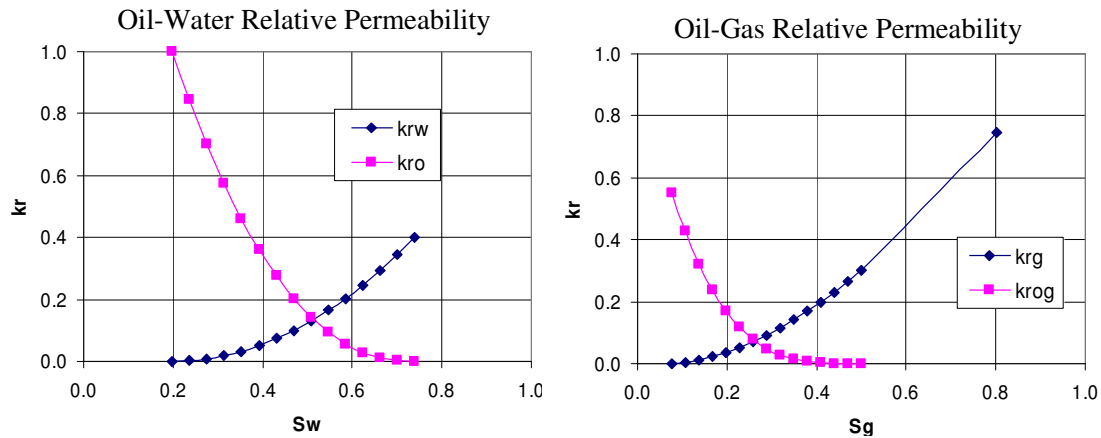 Oil-Water Relative Permeability
1.0
0.8
0.6
0.4
0.2
0.0
kr
0.0 0.2 0.4 0.6 0.8 1.0
Sw
krw
kro
Oil-Gas Relative Permeability
1.0
0.8
0.6
0.4
0.2
0.0
kr
0.0 0.2 0.4 0.6 0.8 1.0
Sg
krg
krog